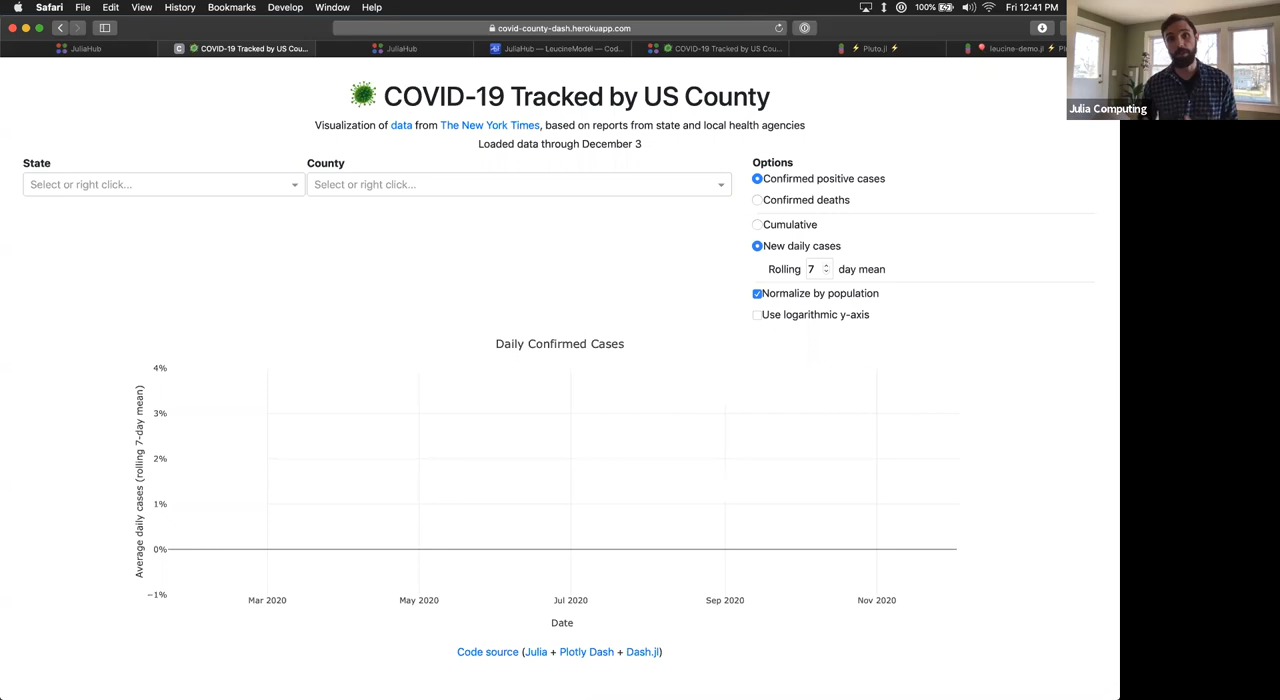 Safari File Edit View History Bookmarks Develop Window Help 100% Fri 12:41 PM
covid-county-dash.herokuapp.com
JuliaHub
C COVID-19 Tracked by US Cou...
JuliaHub
JuliaHub — LeucineModel — Cod...
COVID-19 Tracked by US Cou...
Pluto.jl
leucine-demo.jl
Julia Computing
COVID-19 Tracked by US County
Visualization of data from The New York Times, based on reports from state and local health agencies
Loaded data through December 3
State
Select or right click...
County
Select or right click...
Options
Confirmed positive cases
Confirmed deaths
Cumulative
New daily cases
Rolling 7 day mean
Normalize by population
Use logarithmic y-axis
Daily Confirmed Cases
Average daily cases (rolling 7-day mean)
4%
3%
2%
1%
0%
−1%
Mar 2020 May 2020 Jul 2020 Sep 2020 Nov 2020
Date
Code source (Julia + Plotly Dash + Dash.jl)